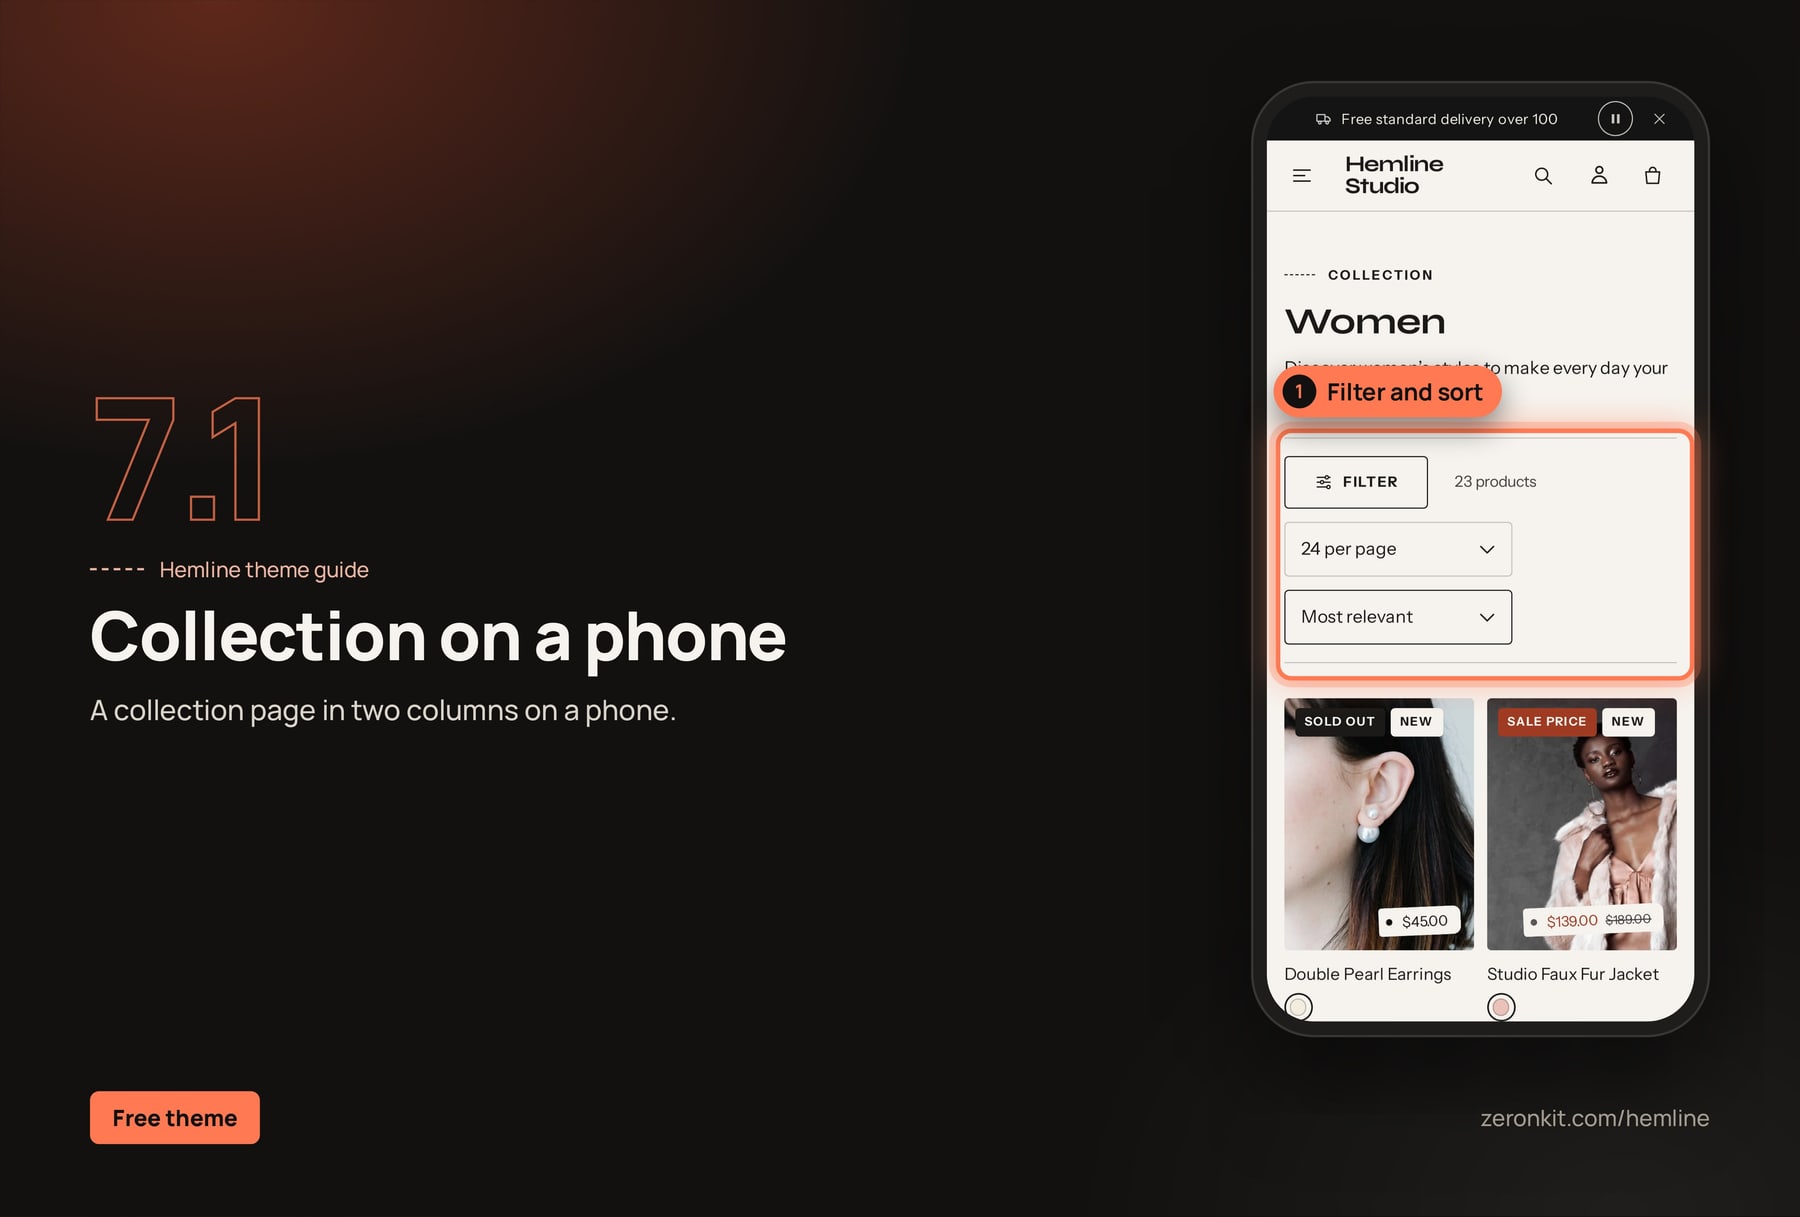 7.1
Hemline theme guide
Collection on a phone
A collection page in two columns on a phone.
Free theme
Free standard delivery over 100
Hemline
Studio
COLLECTION
Women
Discover women's styles to make every day your
1 Filter and sort
FILTER
23 products
24 per page
Most relevant
SOLD OUT NEW
SALE PRICE NEW
$45.00
$139.00 $189.00
Double Pearl Earrings
Studio Faux Fur Jacket
zeronkit.com/hemline